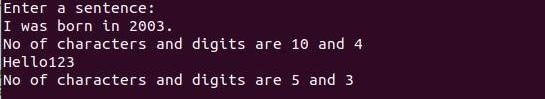 Enter a sentence:
I was born in 2003.
No of characters and digits are 10 and 4
Hello123
No of characters and digits are 5 and 3